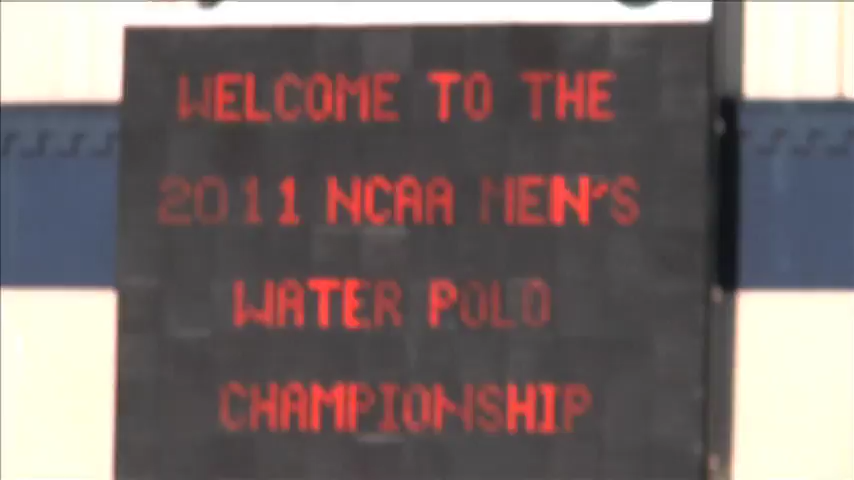 WELCOME TO THE
2011 NCAA MEN'S
WATER POLO
CHAMPIONSHIP